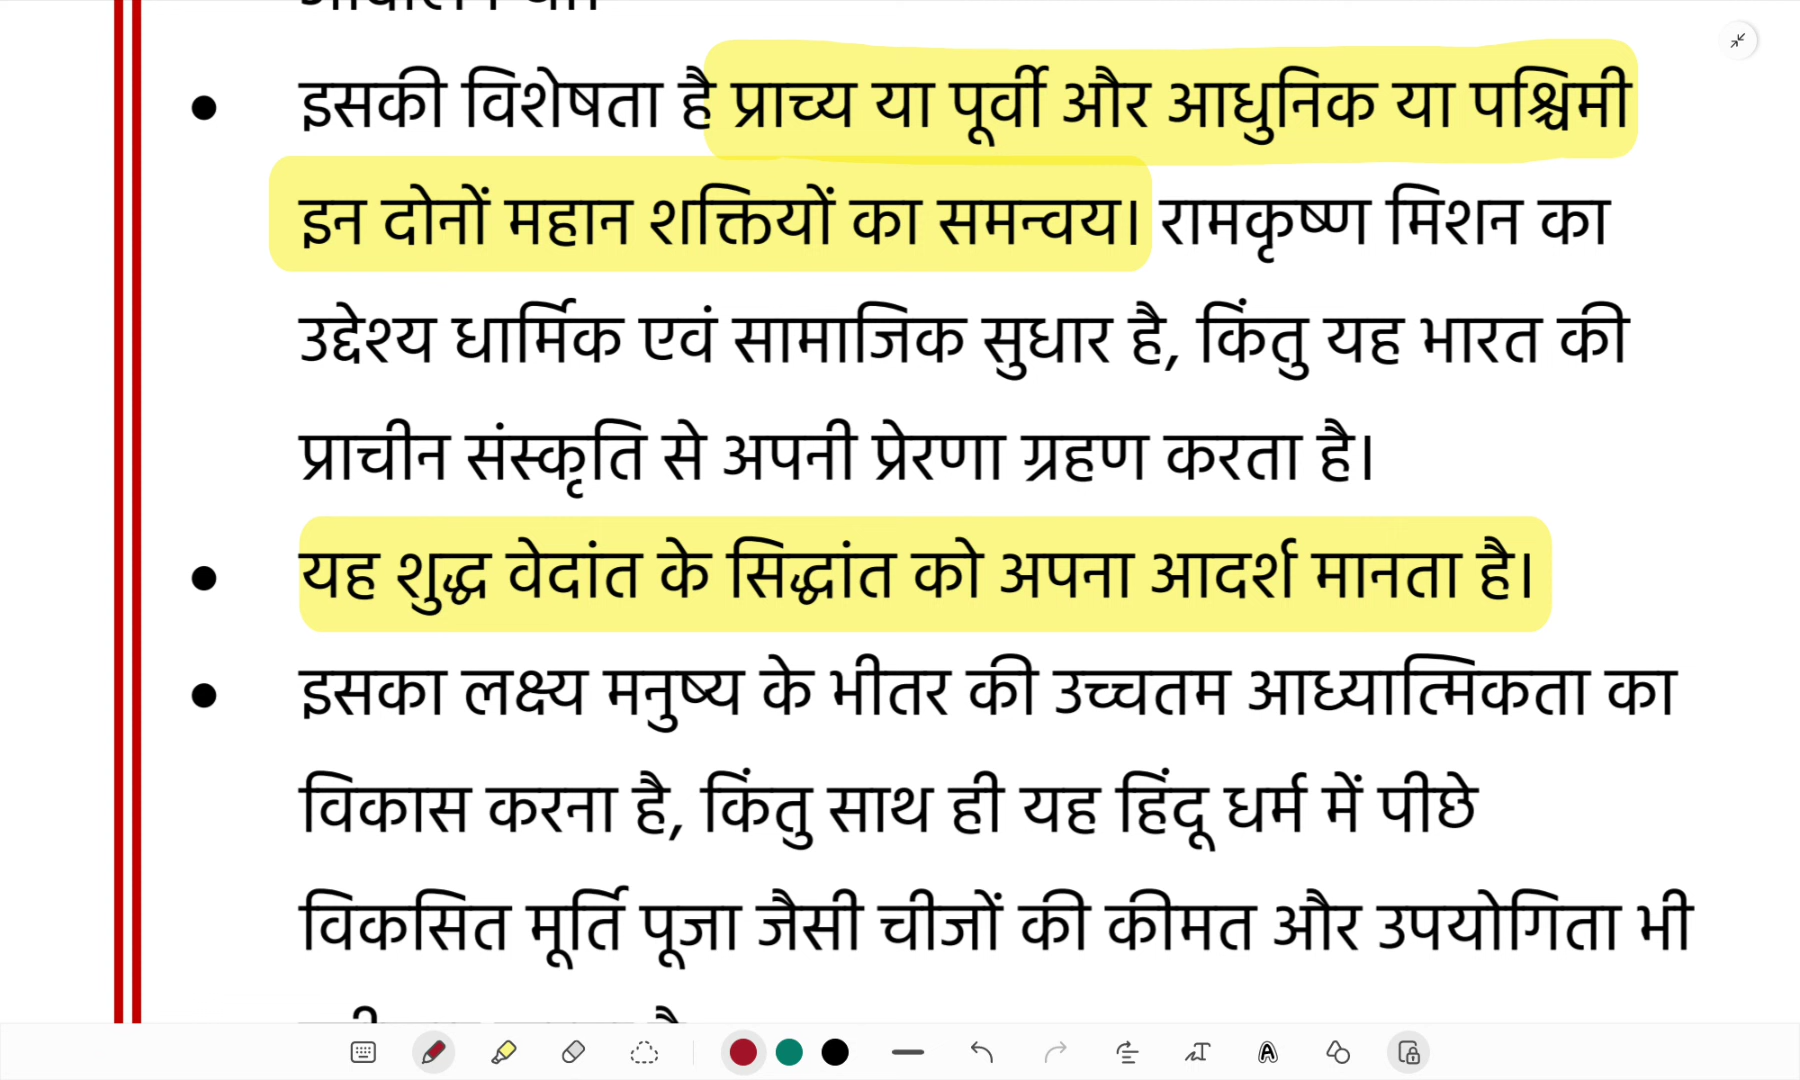 इसकी विशेषता है प्राच्य या पूर्वी और आधुनिक या पश्चिमी
इन दोनों महान शक्तियों का समन्वय। रामकृष्ण मिशन का
उद्देश्य धार्मिक एवं सामाजिक सुधार है, किंतु यह भारत की
प्राचीन संस्कृति से अपनी प्रेरणा ग्रहण करता है।
यह शुद्ध वेदांत के सिद्धांत को अपना आदर्श मानता है।
इसका लक्ष्य मनुष्य के भीतर की उच्चतम आध्यात्मिकता का
विकास करना है, किंतु साथ ही यह हिंदू धर्म में पीछे
विकसित मूर्ति पूजा जैसी चीजों की कीमत और उपयोगिता भी